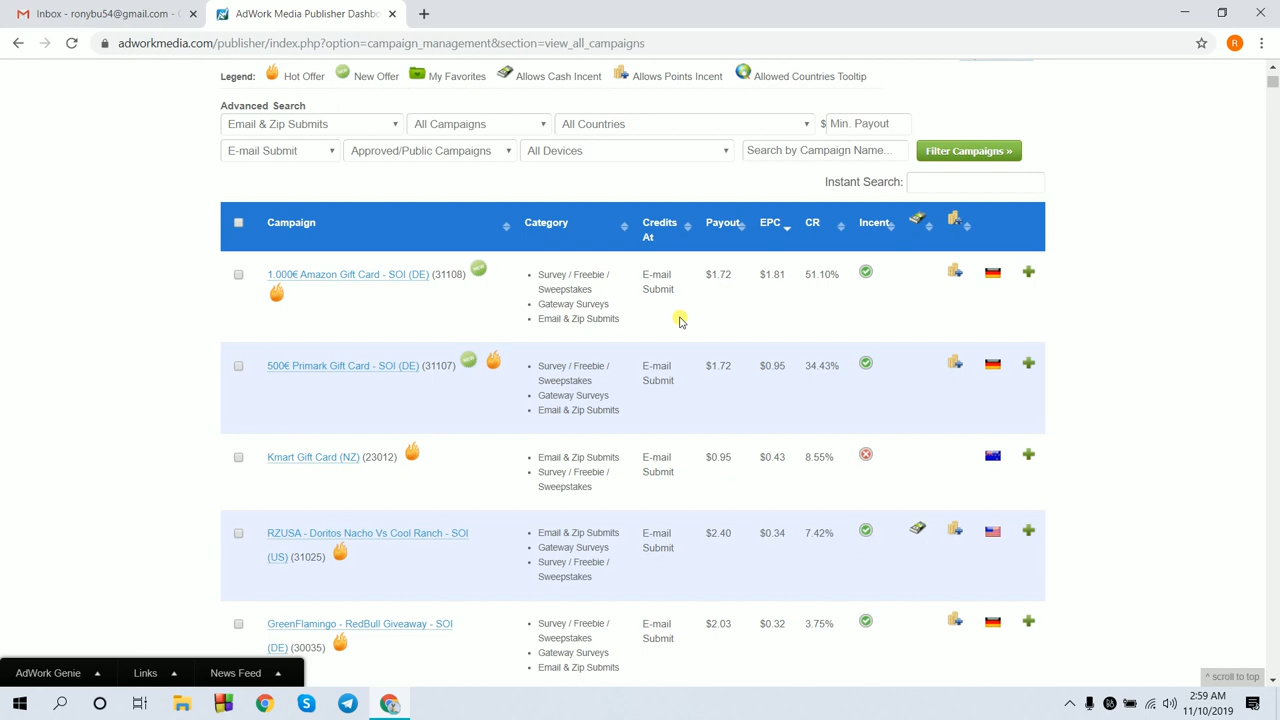 Inbox - ronybu54@gmail.com -
AdWork Media Publisher Dashbo
adworkmedia.com/publisher/index.php?option=campaign_management&section=view_all_campaigns
R
Legend: Hot Offer New Offer My Favorites Allows Cash Incent Allows Points Incent Allowed Countries Tooltip
Advanced Search
Email & Zip Submits All Campaigns All Countries $ Min. Payout
E-mail Submit Approved/Public Campaigns All Devices Search by Campaign Name... Filter Campaigns »
Instant Search:
Campaign Category Credits At Payout EPC CR Incent
1.000€ Amazon Gift Card - SOI (DE) (31108) NEW
Survey / Freebie / Sweepstakes
Gateway Surveys
Email & Zip Submits
E-mail Submit
$1.72 $1.81 51.10%
500€ Primark Gift Card - SOI (DE) (31107) NEW
Survey / Freebie / Sweepstakes
Gateway Surveys
Email & Zip Submits
E-mail Submit
$1.72 $0.95 34.43%
Kmart Gift Card (NZ) (23012)
Email & Zip Submits
Survey / Freebie / Sweepstakes
E-mail Submit
$0.95 $0.43 8.55%
RZUSA - Doritos Nacho Vs Cool Ranch - SOI
(US) (31025)
Email & Zip Submits
Gateway Surveys
Survey / Freebie / Sweepstakes
E-mail Submit
$2.40 $0.34 7.42%
GreenFlamingo - RedBull Giveaway - SOI
(DE) (30035)
Survey / Freebie / Sweepstakes
Gateway Surveys
Email & Zip Submits
E-mail Submit
$2.03 $0.32 3.75%
AdWork Genie Links News Feed
^ scroll to top
2:59 AM
11/10/2019